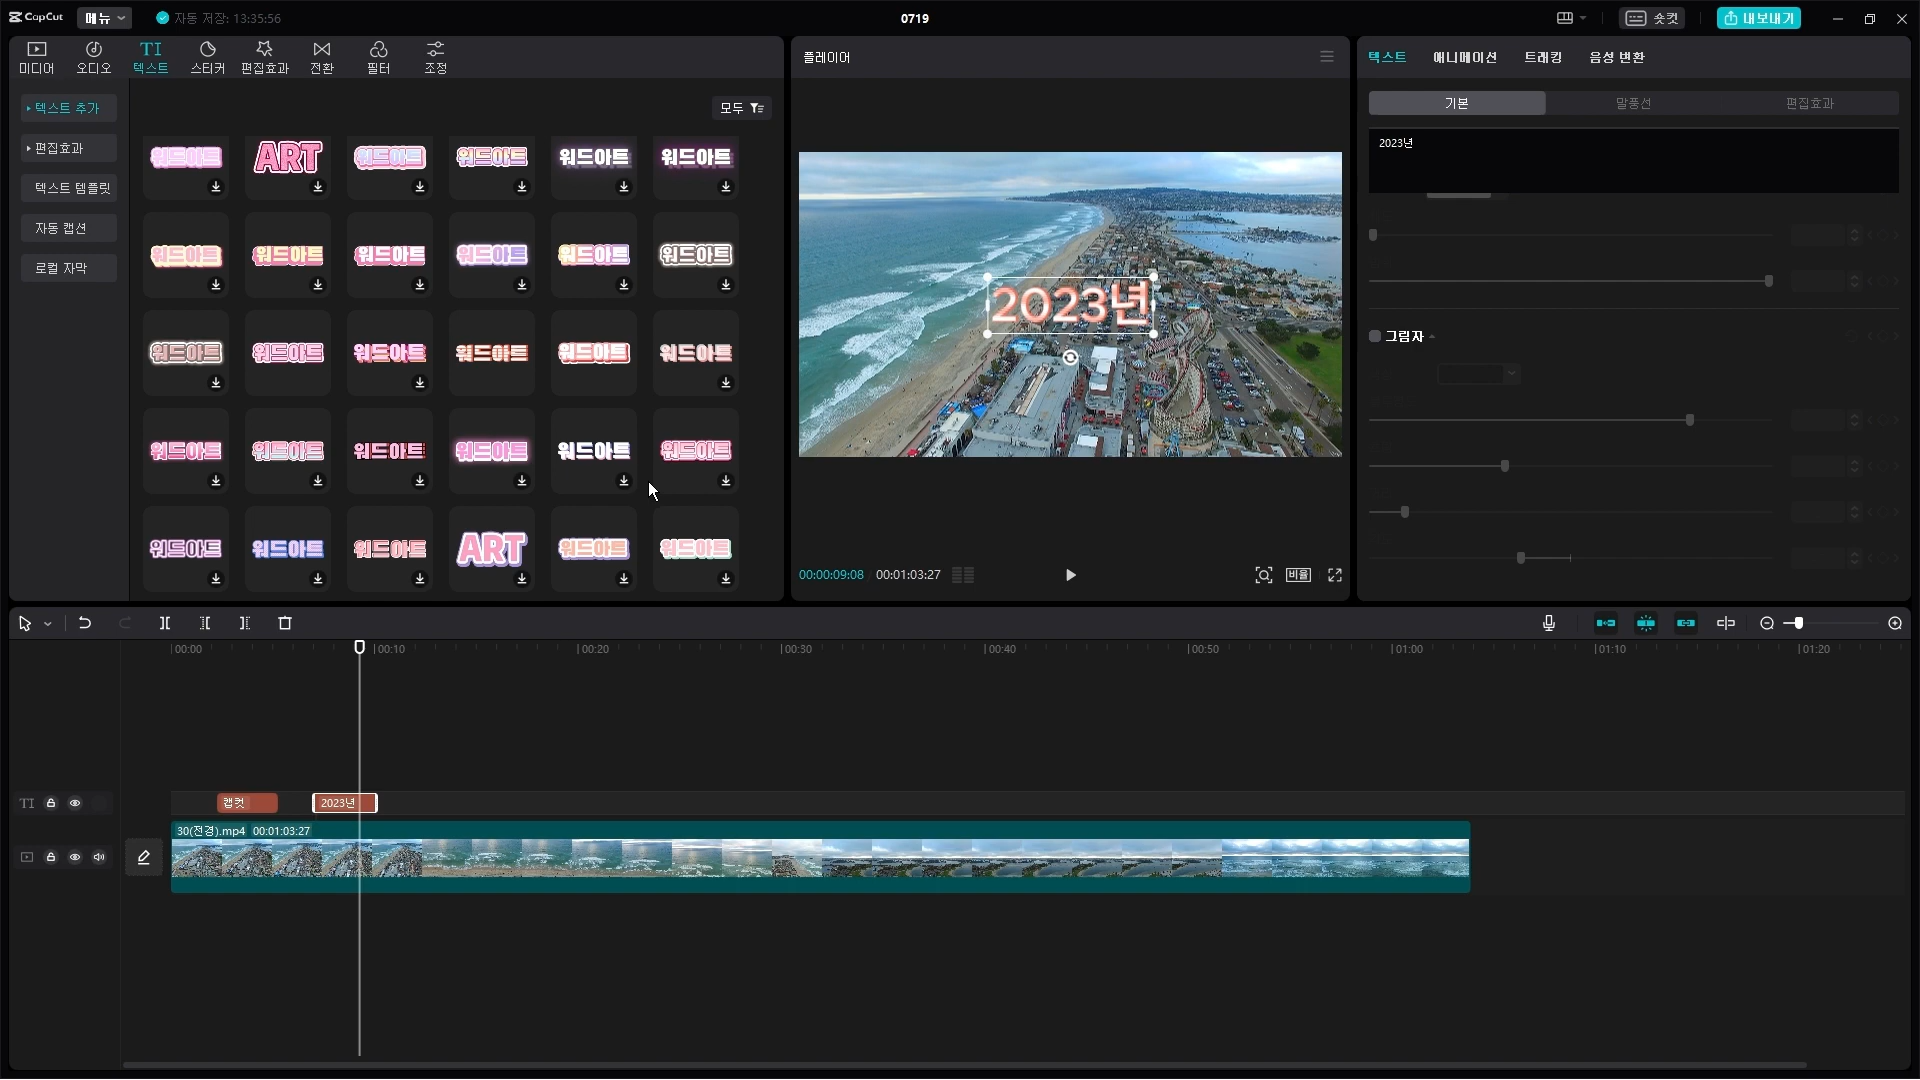 CapCut 메뉴 자동 저장: 13:35:56 0719 숏컷 내보내기
미디어 오디오 TI 텍스트 스티커 편집효과 전환 필터 조정
텍스트 추가
편집효과
텍스트 템플릿
자동 캡션
로컬 자막
모두
워드아트 ART 워드아트 워드아트 워드아트 워드아트
워드아트 워드아트 워드아트 워드아트 워드아트 워드아트
워드아트 워드아트 워드아트 워드아트 워드아트 워드아트
워드아트 워드아트 워드아트 워드아트 워드아트 워드아트
워드아트 워드아트 워드아트 ART 워드아트 워드아트
플레이어
2023년
00:00:09:08 00:01:03:27 비율
텍스트 애니메이션 트래킹 음성 변환
기본 말풍선 편집효과
2023년
그림자
00:00 00:10 00:20 00:30 00:40 00:50 01:00 01:10 01:20
TI 캡컷 2023년
30(전경).mp4 00:01:03:27